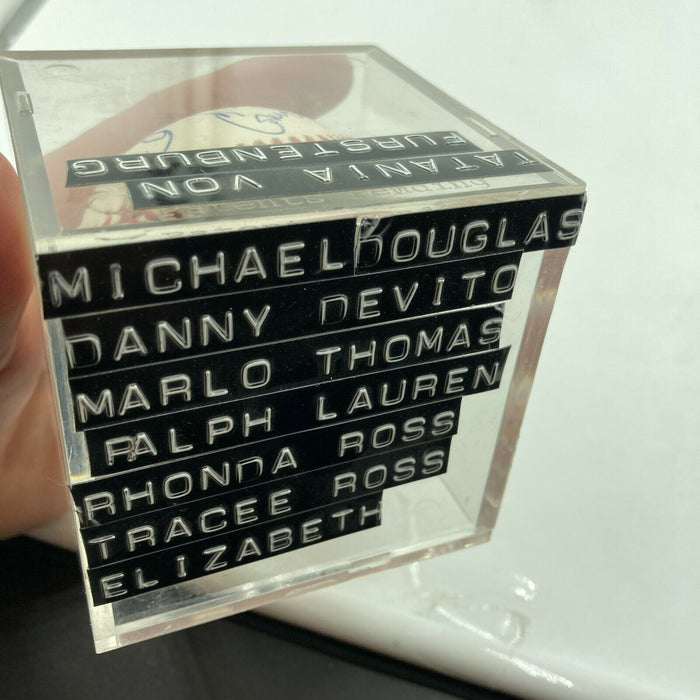 TATANIA VON
FURSTENBURG
MICHAEL DOUGLAS
DANNY DEVITO
MARLO THOMAS
RALPH LAUREN
RHONDA ROSS
TRACEE ROSS
ELIZABETH